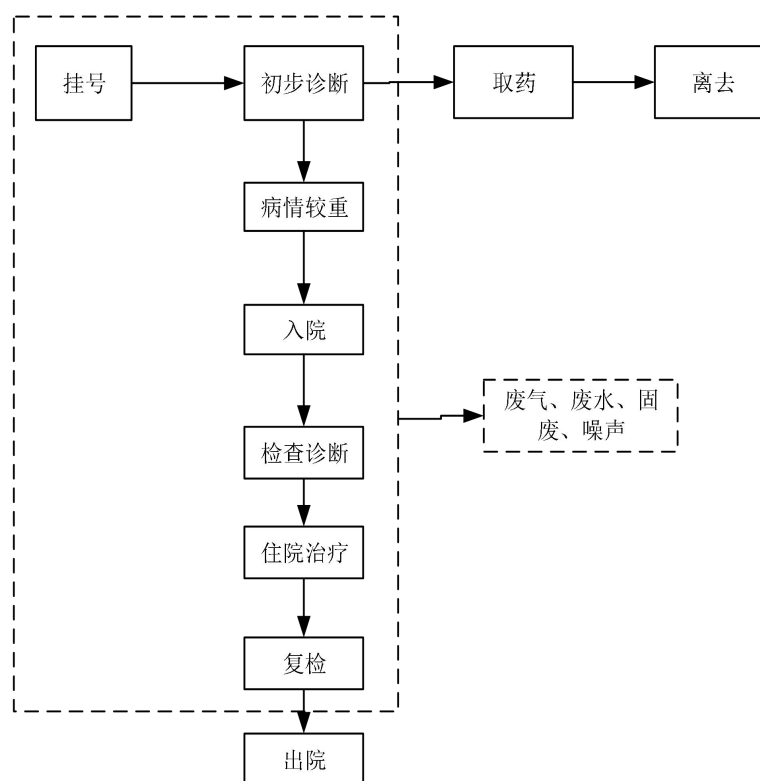 挂号
初步诊断
取药
离去
病情较重
入院
废气、废水、固
废、噪声
检查诊断
住院治疗
复检
出院